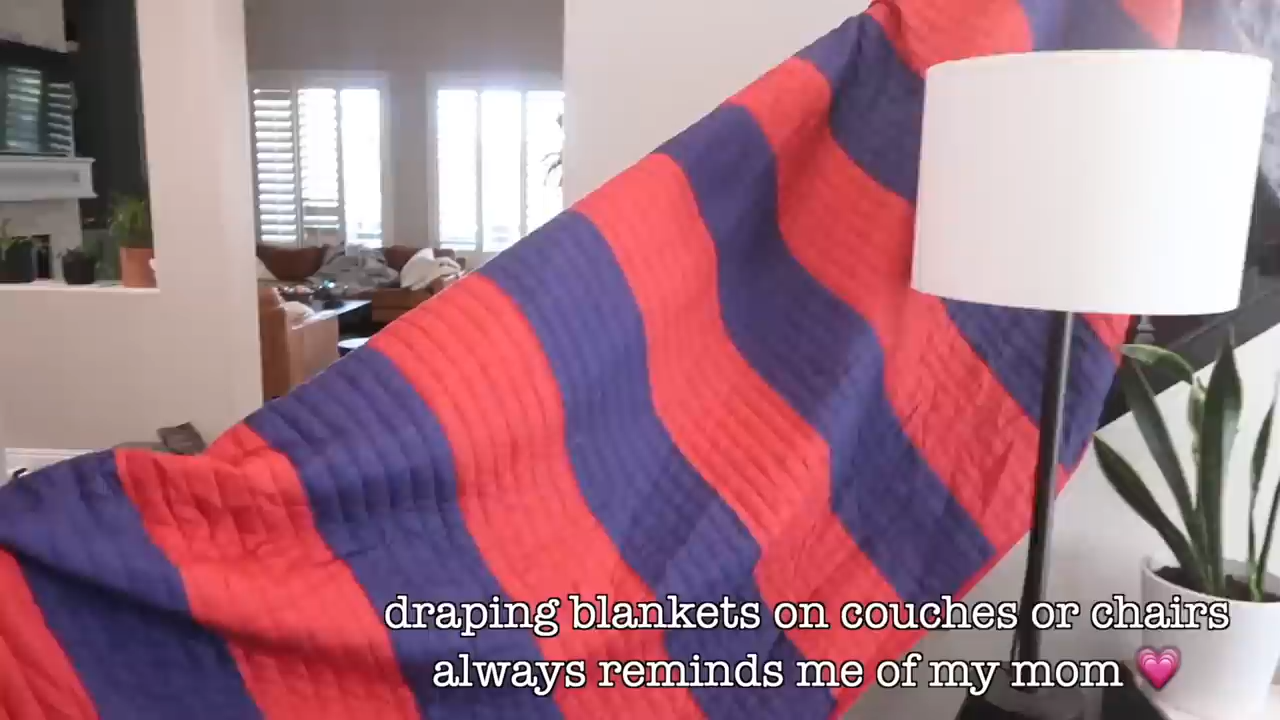 draping blankets on couches or chairs
always reminds me of my mom 💗